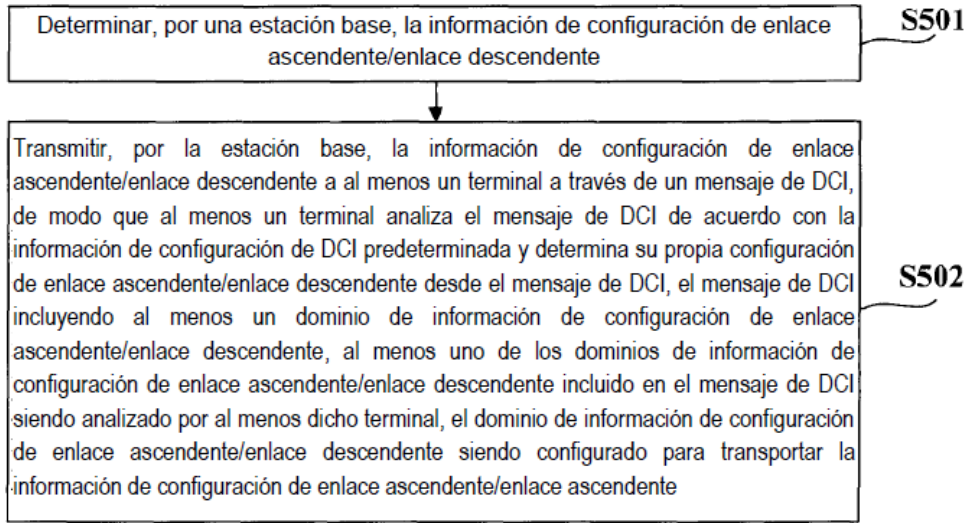 Determinar, por una estación base, la información de configuración de enlace
ascendente/enlace descendente
S501
Transmitir, por la estación base, la información de configuración de enlace
ascendente/enlace descendente a al menos un terminal a través de un mensaje de DCI,
de modo que al menos un terminal analiza el mensaje de DCI de acuerdo con la
información de configuración de DCI predeterminada y determina su propia configuración
de enlace ascendente/enlace descendente desde el mensaje de DCI, el mensaje de DCI
incluyendo al menos un dominio de información de configuración de enlace
ascendente/enlace descendente, al menos uno de los dominios de información de
configuración de enlace ascendente/enlace descendente incluido en el mensaje de DCI
siendo analizado por al menos dicho terminal, el dominio de información de configuración
de enlace ascendente/enlace descendente siendo configurado para transportar la
información de configuración de enlace ascendente/enlace ascendente
S502